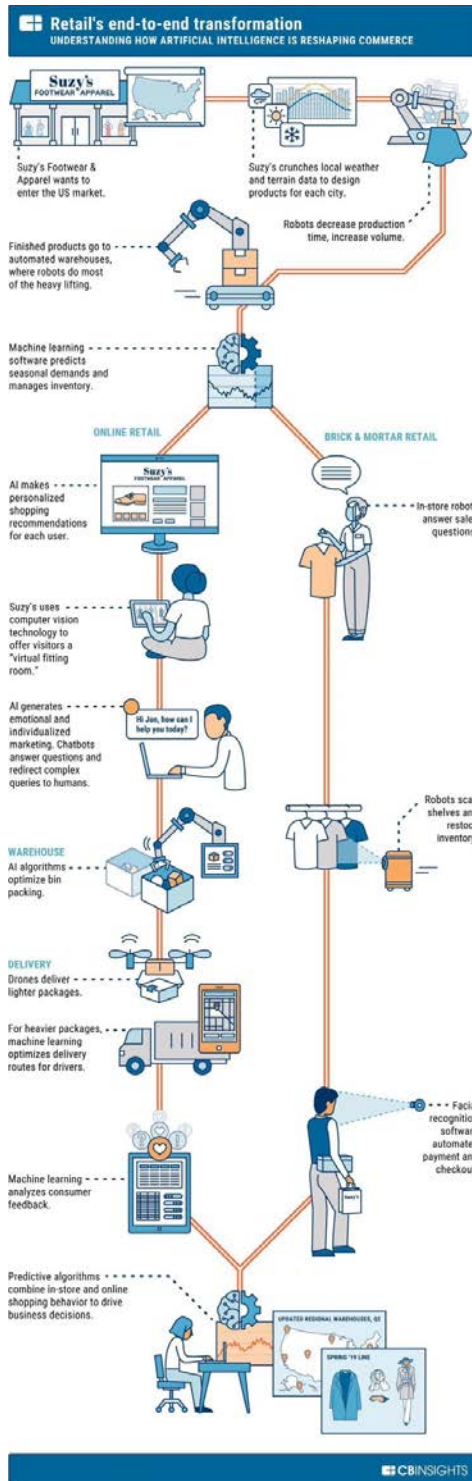 Retail's end-to-end transformation
UNDERSTANDING HOW ARTIFICIAL INTELLIGENCE IS RESHAPING COMMERCE
Suzy's
FOOTWEAR & APPAREL
Suzy's Footwear &
Apparel wants to
enter the US market.
Suzy's crunches local weather
and terrain data to design
products for each city.
Robots decrease production
time, increase volume.
Finished products go to
automated warehouses,
where robots do most
of the heavy lifting.
Machine learning
software predicts
seasonal demands and
manages inventory.
ONLINE RETAIL
BRICK & MORTAR RETAIL
Suzy's
FOOTWEAR & APPAREL
AI makes
personalized
shopping
recommendations
for each user.
In-store robot
answer sale
questions
Suzy's uses
computer vision
technology to
offer visitors a
"virtual fitting
room."
AI generates
emotional and
individualized
marketing. Chatbots
answer questions and
redirect complex
queries to humans.
Hi Jon, how can I
help you today?
Robots sca
shelves an
restoc
inventory
WAREHOUSE
AI algorithms
optimize bin
packing.
DELIVERY
Drones deliver
lighter packages.
For heavier packages,
machine learning
optimizes delivery
routes for drivers.
Facia
recognitio
softwar
automate
payment an
checkou
Suzy's
Machine learning
analyzes consumer
feedback.
Predictive algorithms
combine in-store and online
shopping behavior to drive
business decisions.
UPDATED REGIONAL WAREHOUSES, Q2
SPRING '19 LINE
CBINSIGHTS